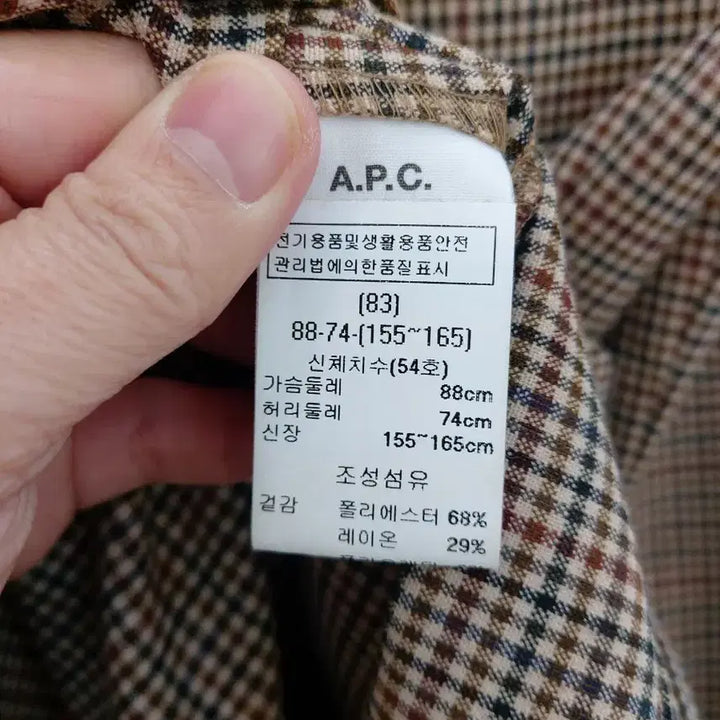 A.P.C.
전기용품및생활용품안전
관리법에의한품질표시
(83)
88-74-(155~165)
신체치수(54호)
가슴둘레 88cm
허리둘레 74cm
신장 155~165cm
조성섬유
겉감 폴리에스터 68%
레이온 29%